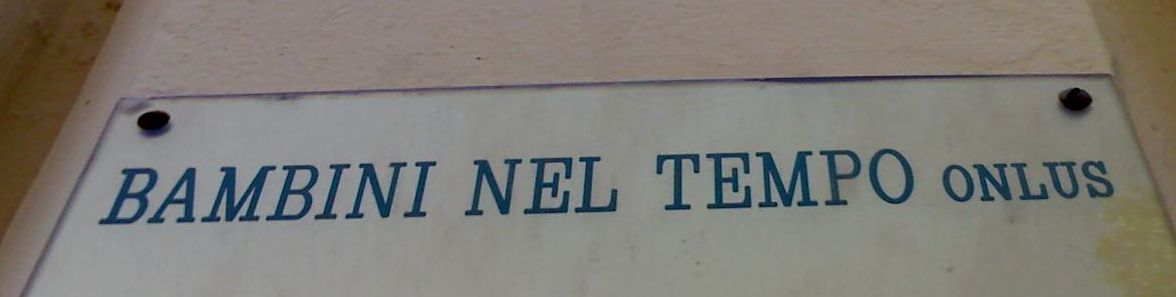 BAMBINI NEL TEMPO ONLUS